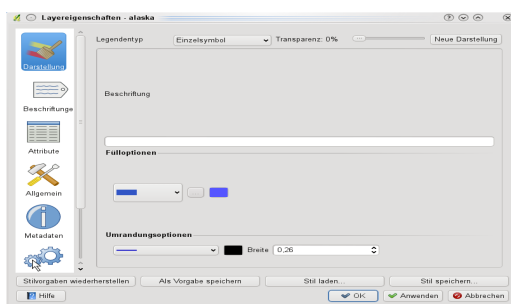 Layereigenschaften - alaska
Legendentyp Einzelsymbol Transparenz: 0% Neue Darstellung
Darstellung
Beschriftung
Beschriftunge
Attribute
Fülloptionen
Allgemein
Metadaten
Umrandungsoptionen
Breite 0,26
Stilvorgaben wiederherstellen Als Vorgabe speichern Stil laden... Stil speichern...
Hilfe OK Anwenden Abbrechen